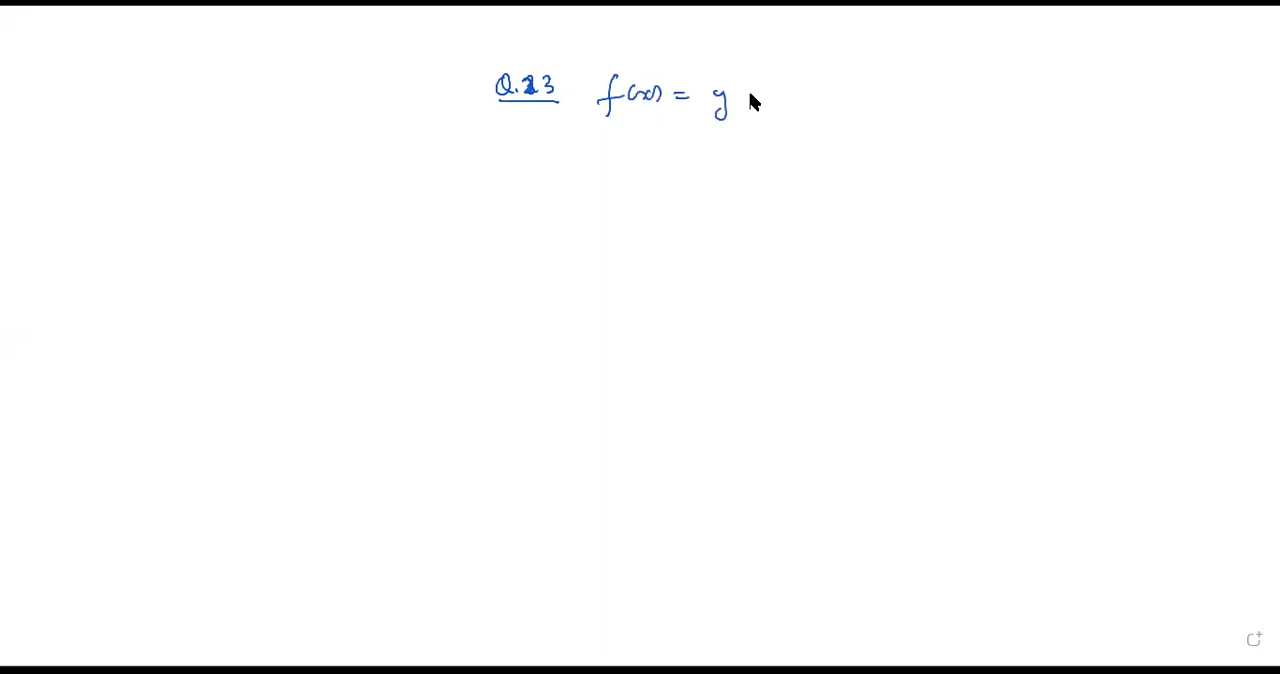 Q.23 f(x) = y